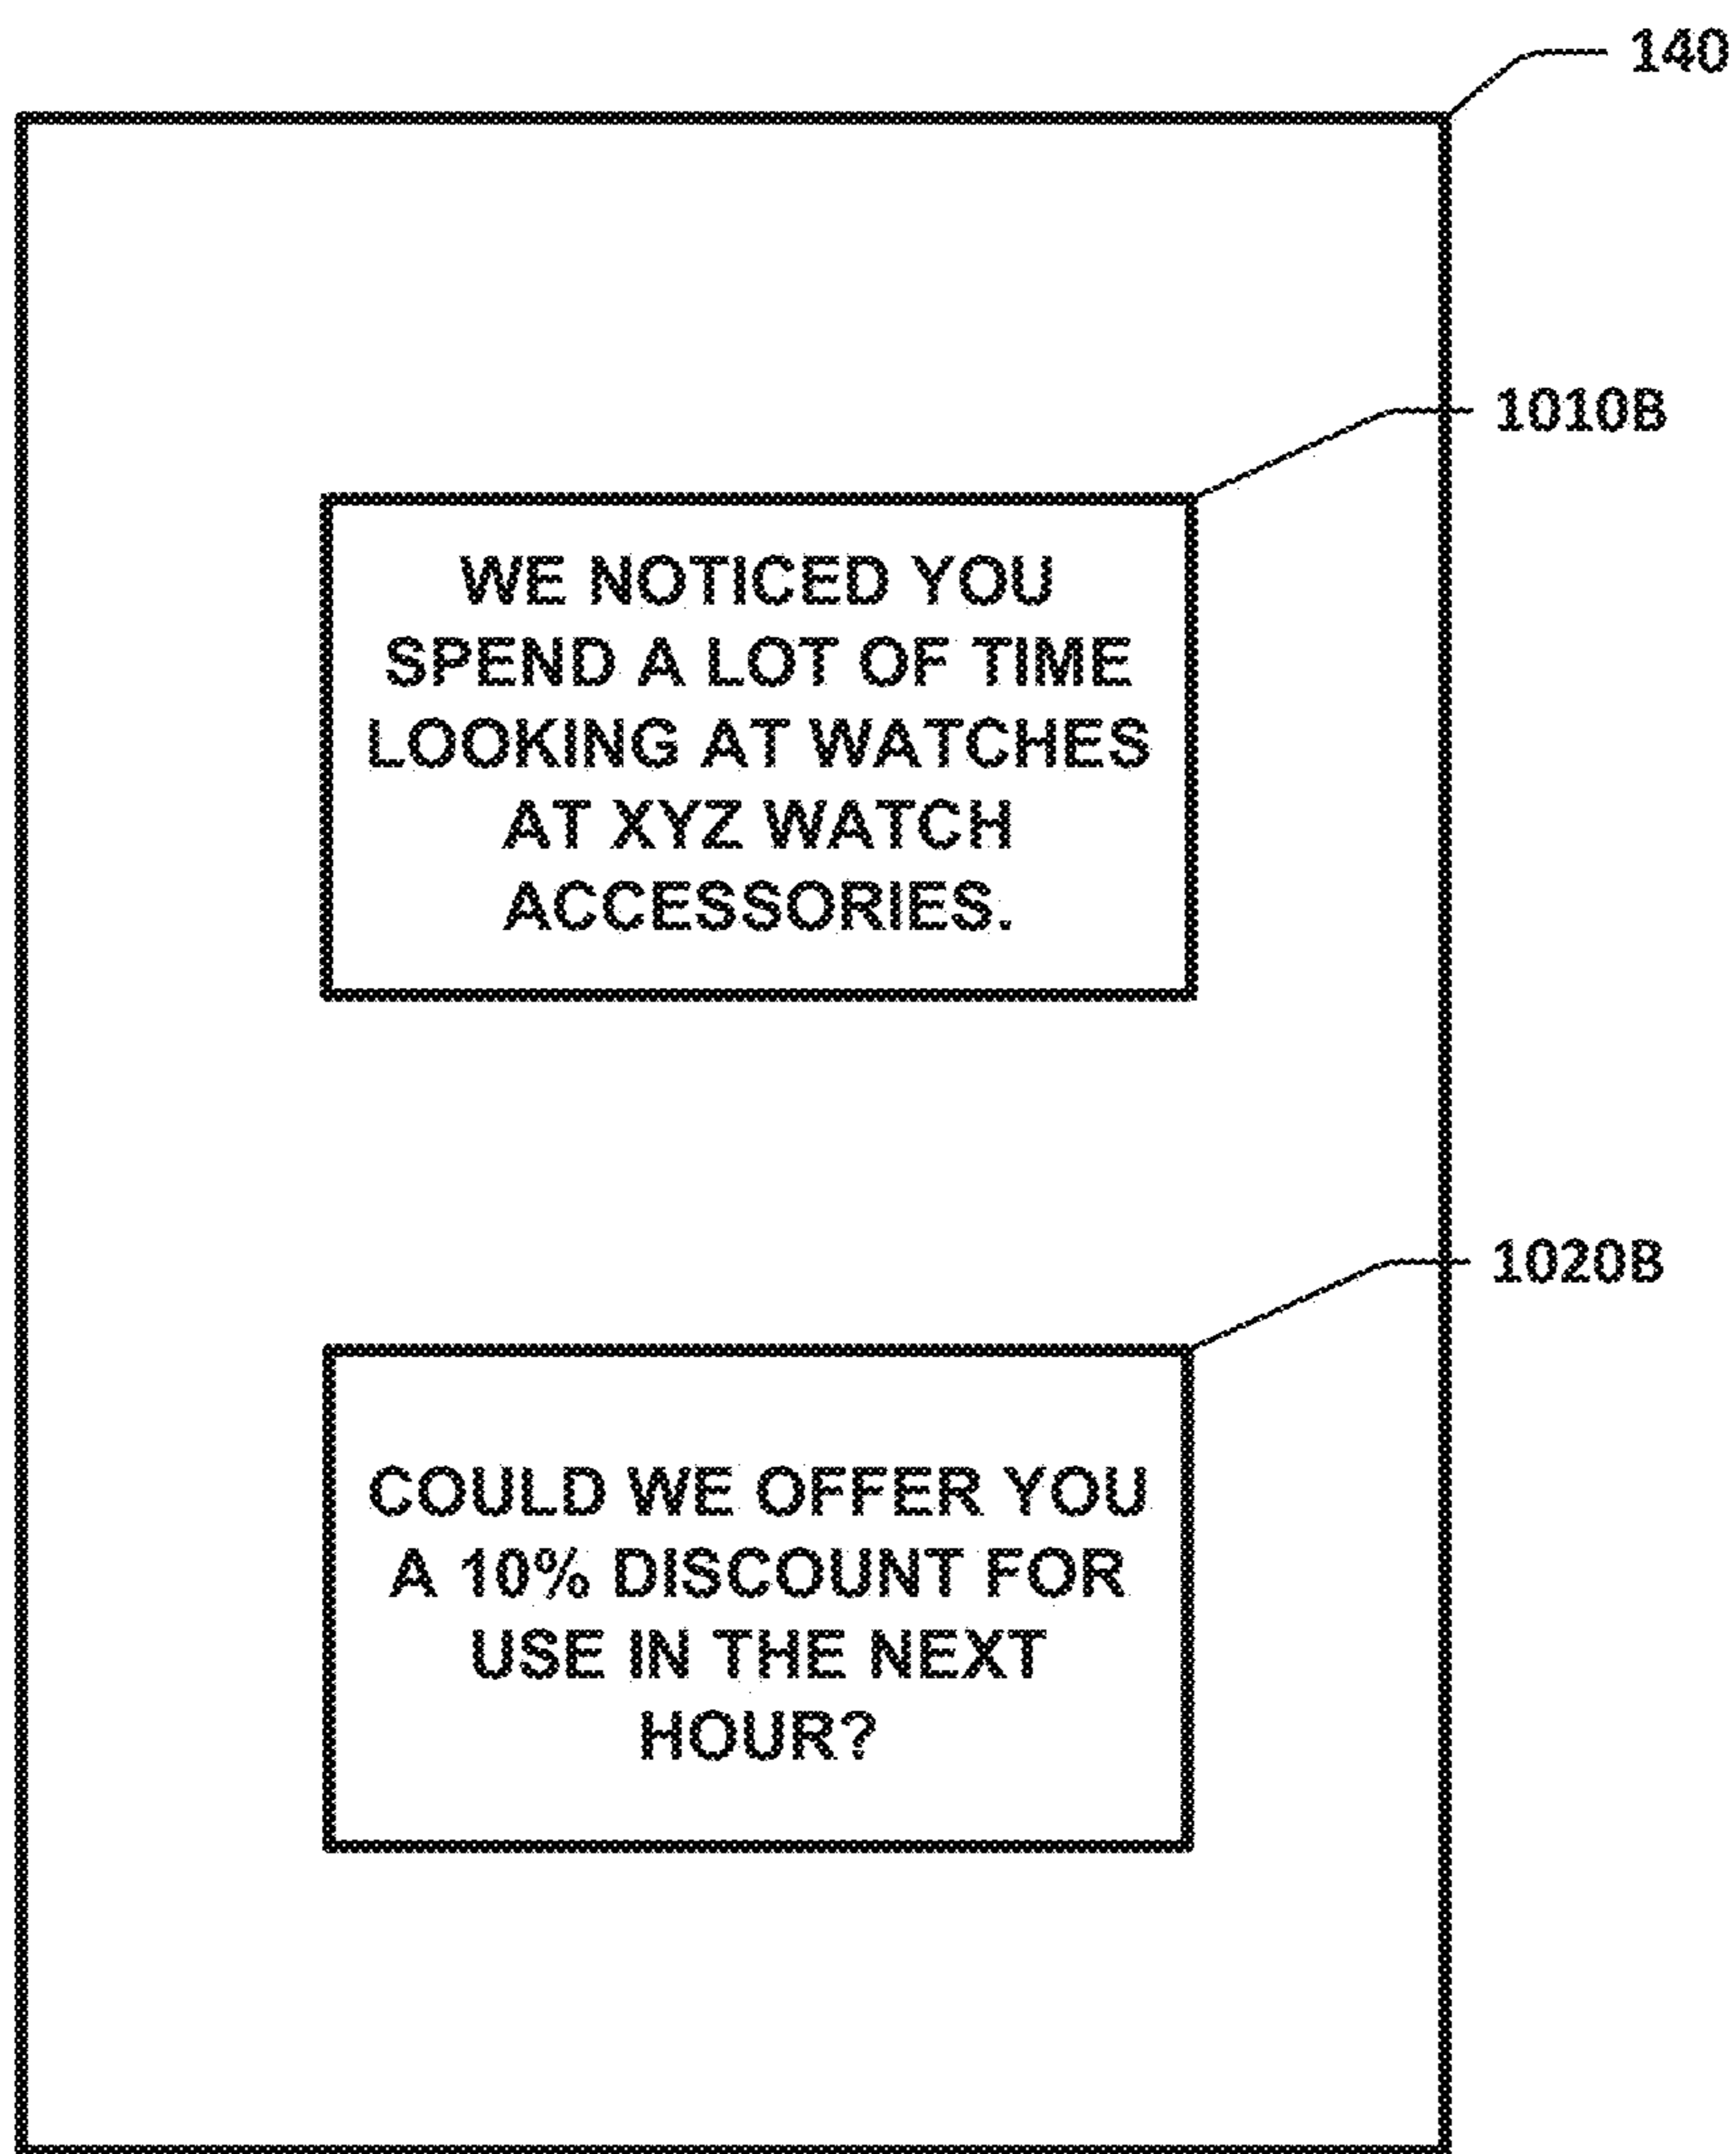 140
1010B
WE NOTICED YOU
SPEND A LOT OF TIME
LOOKING AT WATCHES
AT XYZ WATCH
ACCESSORIES.
1020B
COULD WE OFFER YOU
A 10% DISCOUNT FOR
USE IN THE NEXT
HOUR?